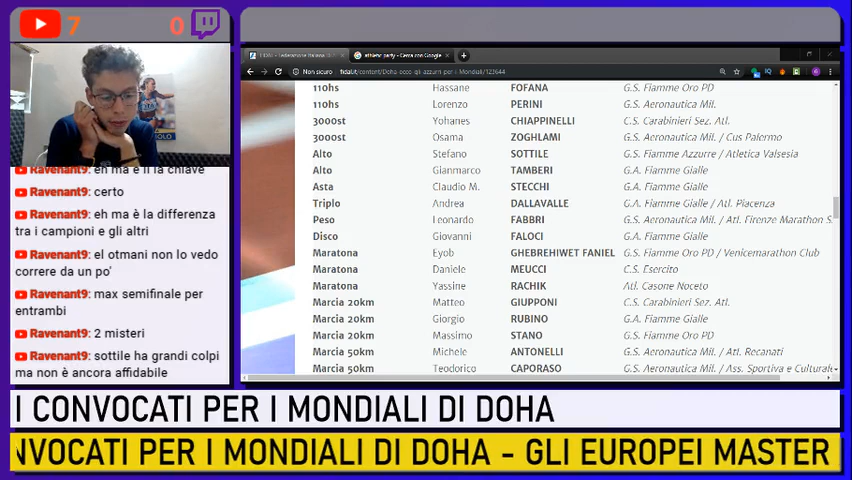 7
0
FIDAL - Federazione Italiana Di
athletic party - Cerca con Google
Non sicuro
fidal.it/content/Doha-ecco-gli-azzurri-per-i-Mondiali/123644
Ravenant9: eh ma è lì la chiave
Ravenant9: certo
Ravenant9: eh ma è la differenza
tra i campioni e gli altri
Ravenant9: el otmani non lo vedo
correre da un po'
Ravenant9: max semifinale per
entrambi
Ravenant9: 2 misteri
Ravenant9: sottile ha grandi colpi
ma non è ancora affidabile
110hs Hassane FOFANA G.S. Fiamme Oro PD
110hs Lorenzo PERINI G.S. Aeronautica Mil.
3000st Yohanes CHIAPPINELLI C.S. Carabinieri Sez. Atl.
3000st Osama ZOGHLAMI G.S. Aeronautica Mil. / Cus Palermo
Alto Stefano SOTTILE G.S. Fiamme Azzurre / Atletica Valsesia
Alto Gianmarco TAMBERI G.A. Fiamme Gialle
Asta Claudio M. STECCHI G.A. Fiamme Gialle
Triplo Andrea DALLAVALLE G.A. Fiamme Gialle / Atl. Piacenza
Peso Leonardo FABBRI G.S. Aeronautica Mil. / Atl. Firenze Marathon S.
Disco Giovanni FALOCI G.A. Fiamme Gialle
Maratona Eyob GHEBREHIWET FANIEL G.S. Fiamme Oro PD / Venicemarathon Club
Maratona Daniele MEUCCI C.S. Esercito
Maratona Yassine RACHIK Atl. Casone Noceto
Marcia 20km Matteo GIUPPONI C.S. Carabinieri Sez. Atl.
Marcia 20km Giorgio RUBINO G.A. Fiamme Gialle
Marcia 20km Massimo STANO G.S. Fiamme Oro PD
Marcia 50km Michele ANTONELLI G.S. Aeronautica Mil. / Atl. Recanati
Marcia 50km Teodorico CAPORASO G.S. Aeronautica Mil. / Ass. Sportiva e Culturale
I CONVOCATI PER I MONDIALI DI DOHA
NVOCATI PER I MONDIALI DI DOHA - GLI EUROPEI MASTER